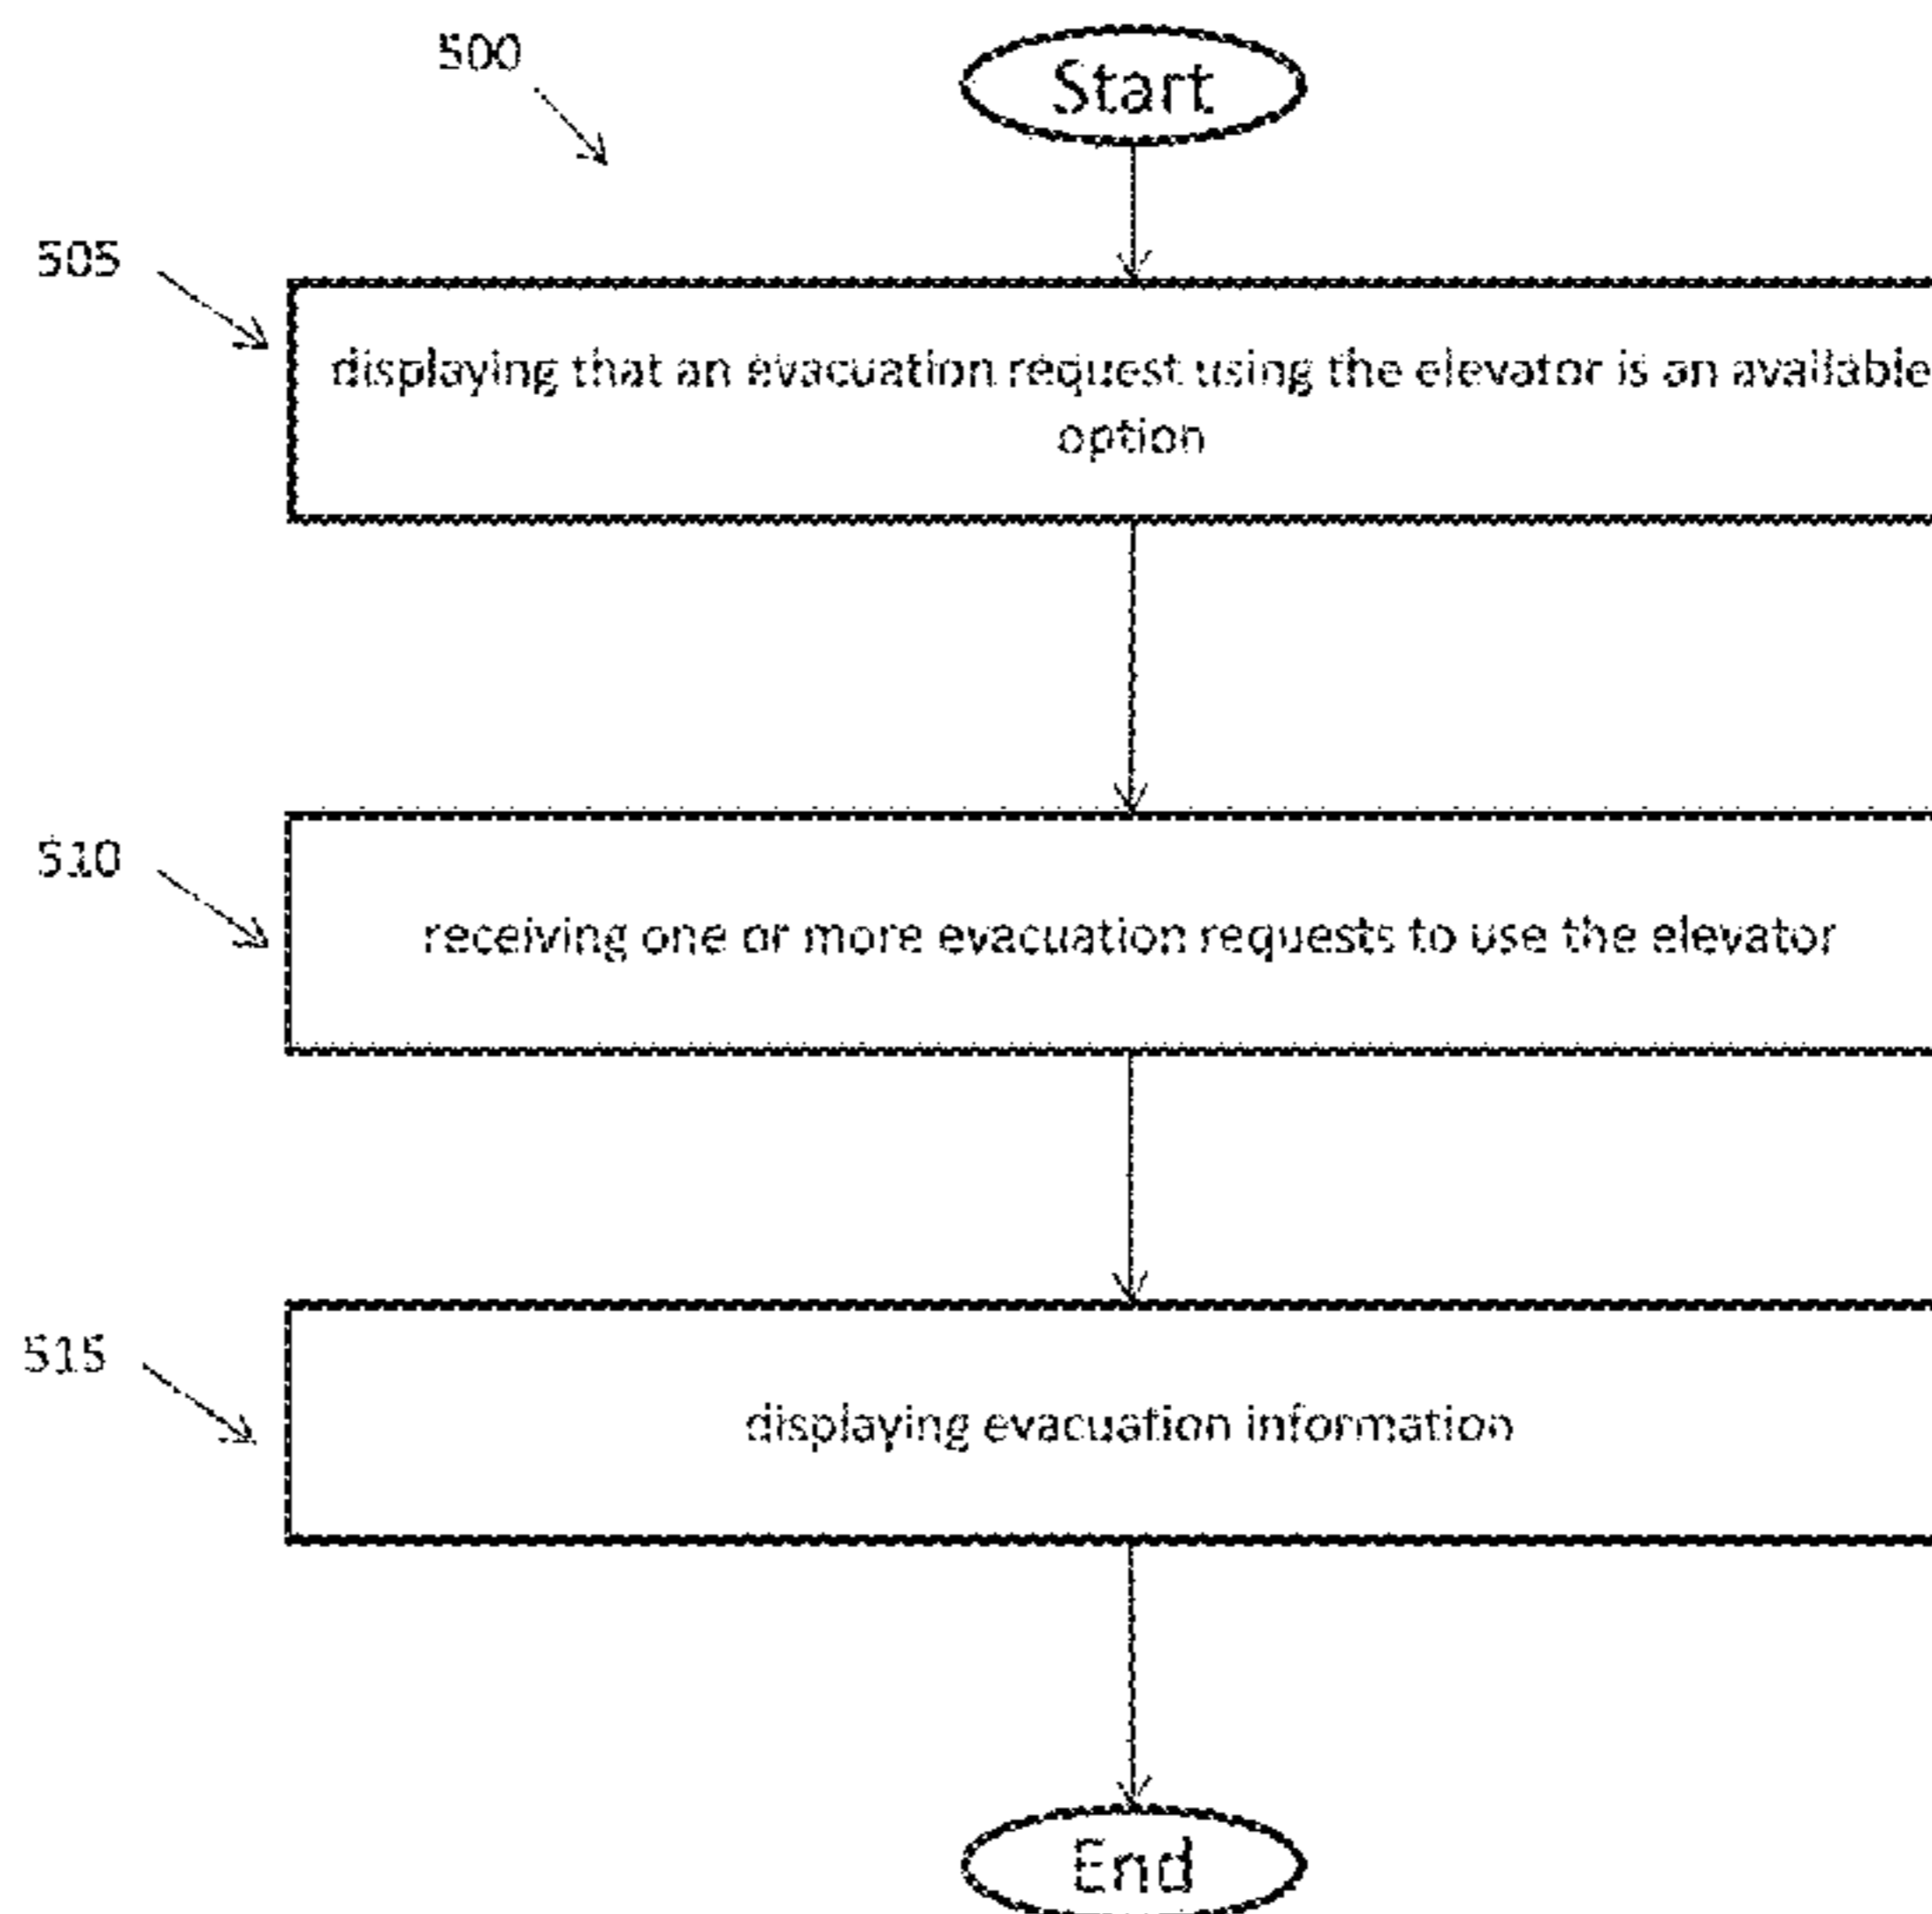 500
Start
505
displaying that an evacuation request using the elevator is an available
option
510
receiving one or more evacuation requests to use the elevator
515
displaying evacuation information
End